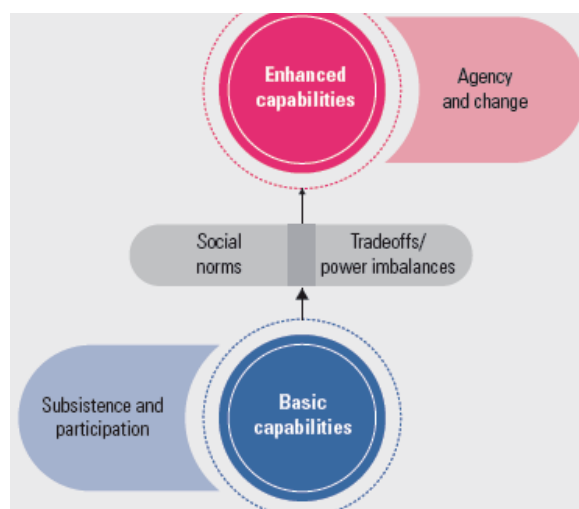 Enhanced
capabilities
Agency
and change
Social
norms
Tradeoffs/
power imbalances
Subsistence and
participation
Basic
capabilities